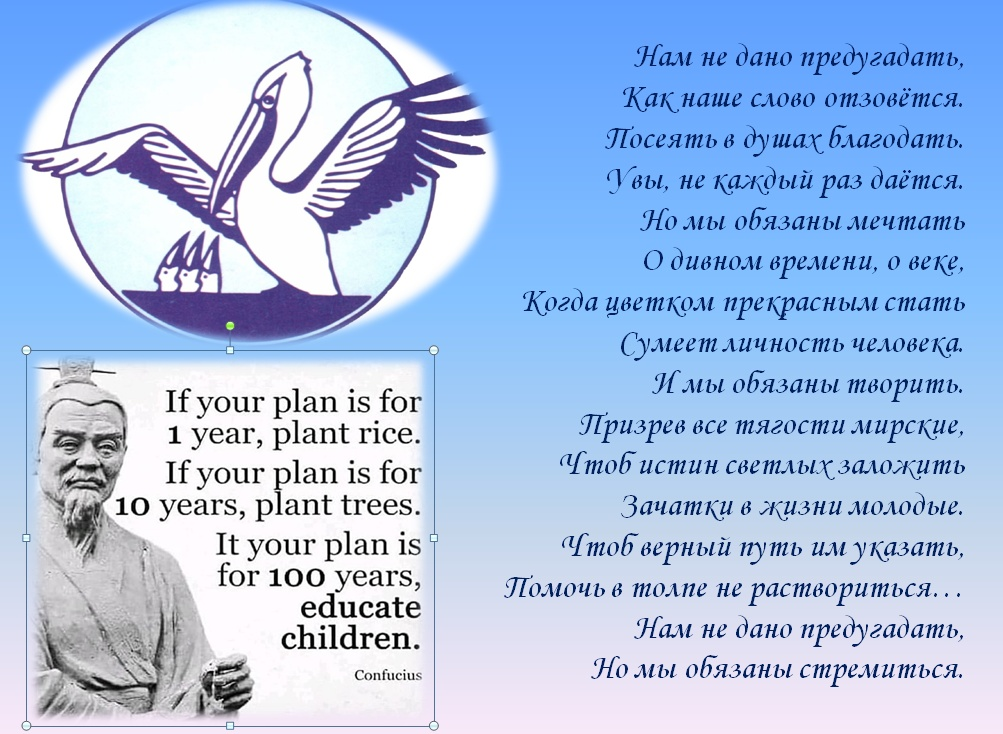 If your plan is for
1 year, plant rice.
If your plan is for
10 years, plant trees.
It your plan is
for 100 years,
educate
children.
Confucius
Нам не дано предугадать,
Как наше слово отзовётся.
Посеять в душах благодать.
Увы, не каждый раз даётся.
Но мы обязаны мечтать
О дивном времени, о веке,
Когда цветком прекрасным стать
Сумеет личность человека.
И мы обязаны творить.
Призрев все тягости мирские,
Чтоб истин светлых заложить
Зачатки в жизни молодые.
Чтоб верный путь им указать,
Помочь в толпе не раствориться…
Нам не дано предугадать,
Но мы обязаны стремиться.